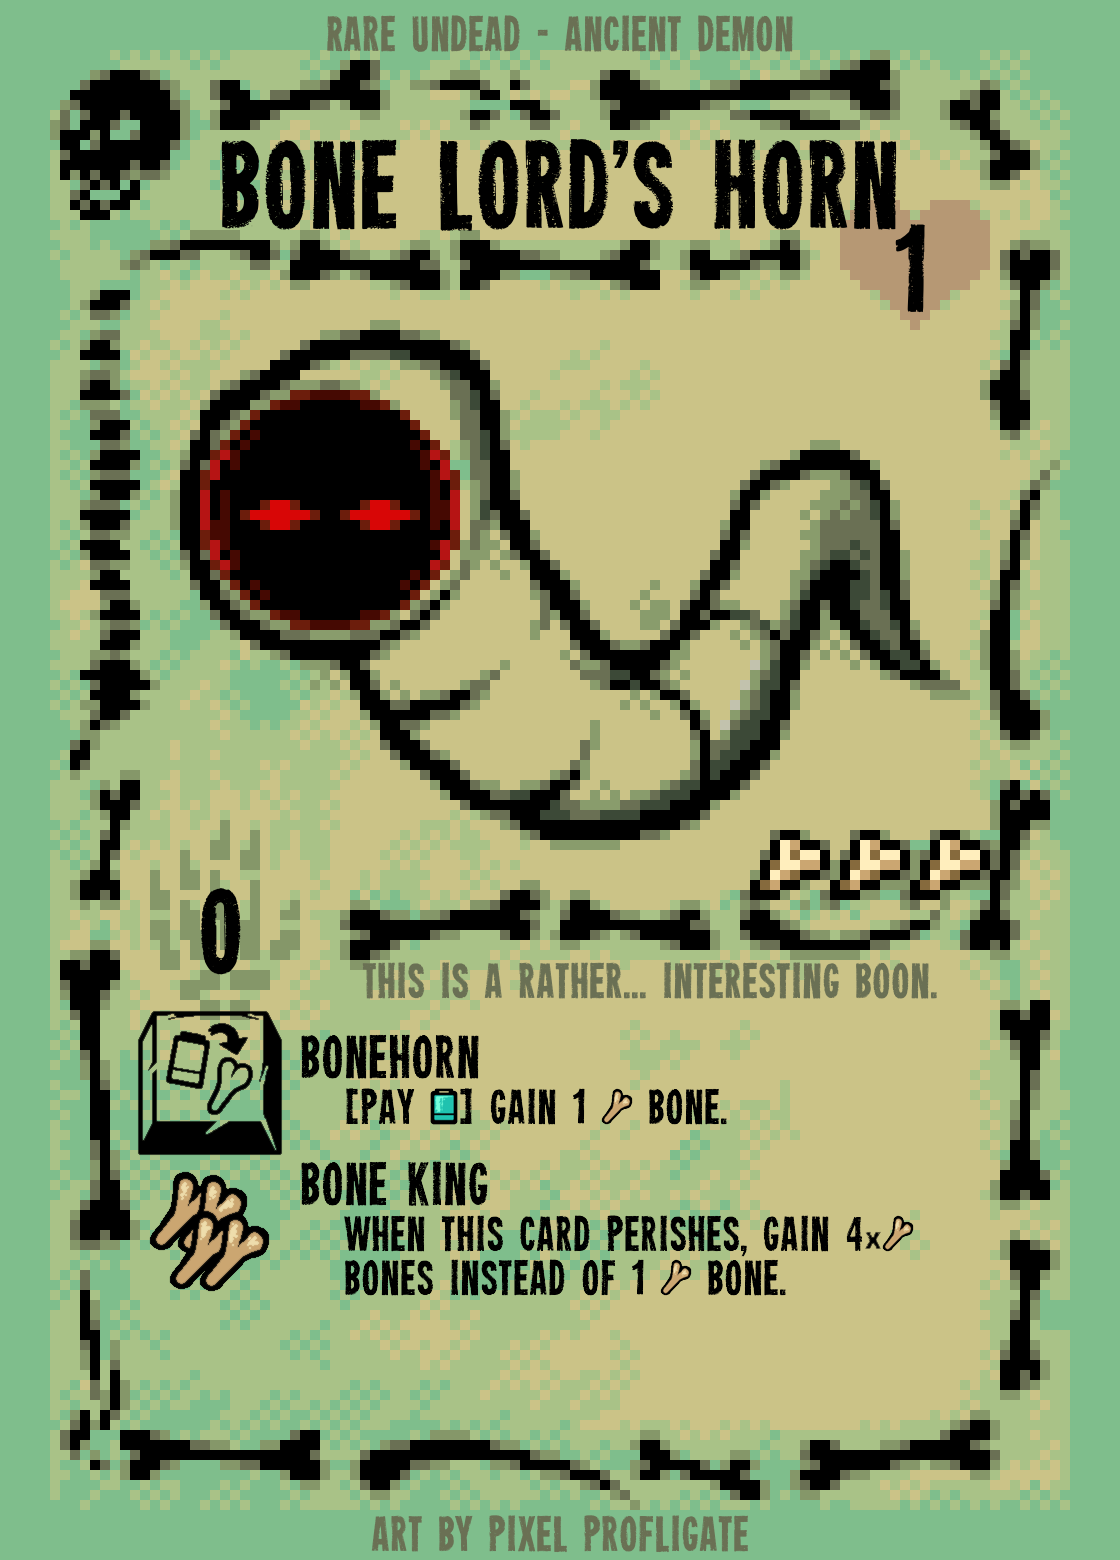 RARE UNDEAD - ANCIENT DEMON
BONE LORD'S HORN
1
0
THIS IS A RATHER... INTERESTING BOON.
BONEHORN
[PAY ] GAIN 1 BONE.
BONE KING
WHEN THIS CARD PERISHES, GAIN 4x
BONES INSTEAD OF 1 BONE.
ART BY PIXEL PROFLIGATE